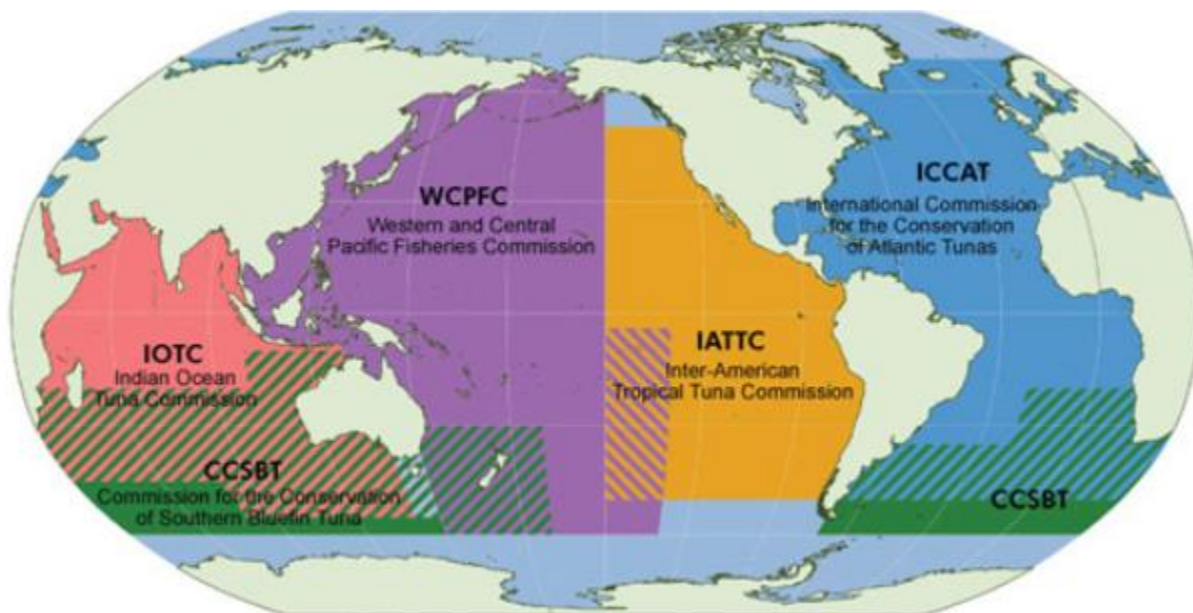 WCPFC
Western and Central
Pacific Fisheries Commission
ICCAT
International Commission
for the Conservation
of Atlantic Tunas
IOTC
Indian Ocean
Tuna Commission
IATTC
Inter-American
Tropical Tuna Commission
CCSBT
Commission for the Conservation
of Southern Bluefin Tuna
CCSBT